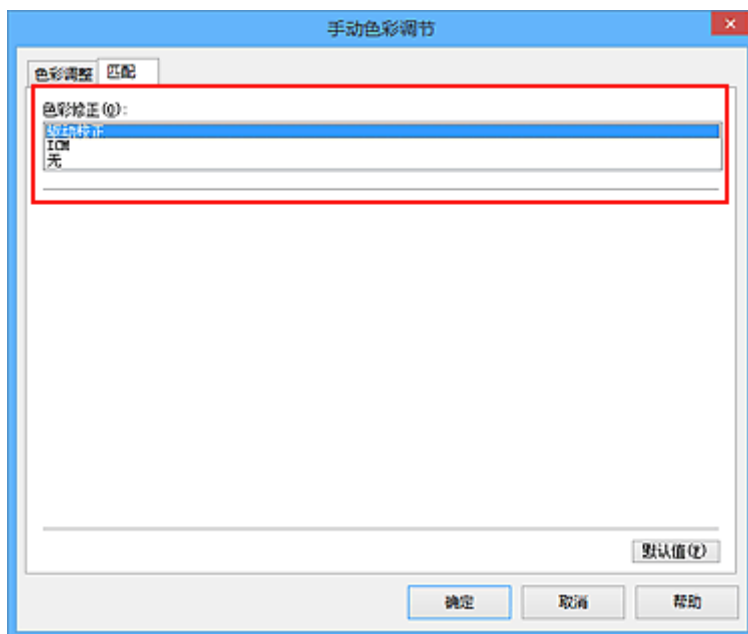 手动色彩调节
色彩调整 匹配
色彩修正(O):
驱动校正
ICM
无
默认值(Y)
确定 取消 帮助